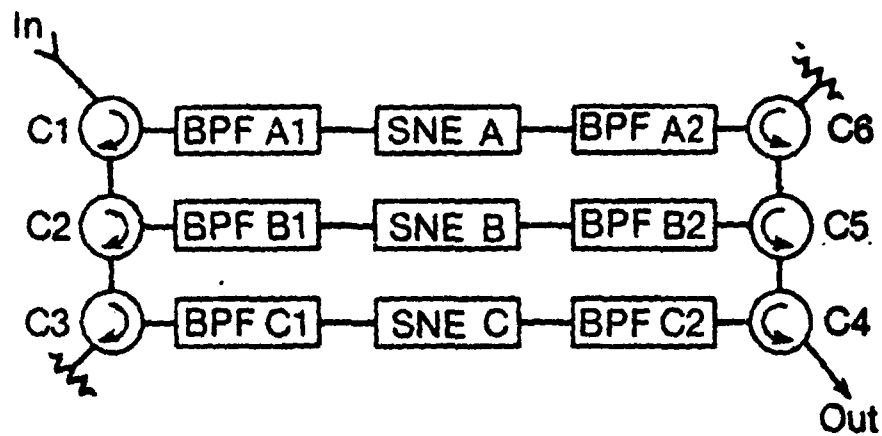 In
C1 BPF A1 SNE A BPF A2 C6
C2 BPF B1 SNE B BPF B2 C5
C3 BPF C1 SNE C BPF C2 C4
Out